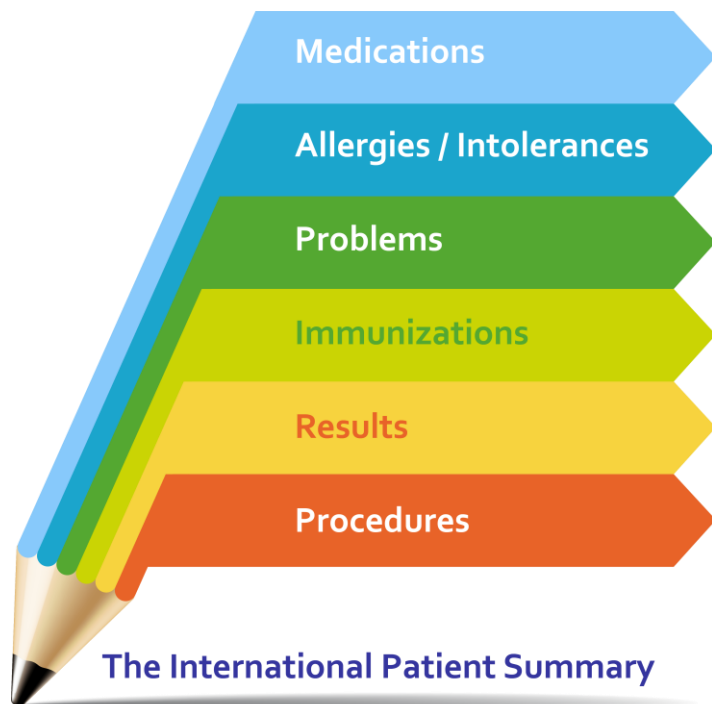 Medications
Allergies / Intolerances
Problems
Immunizations
Results
Procedures
The International Patient Summary